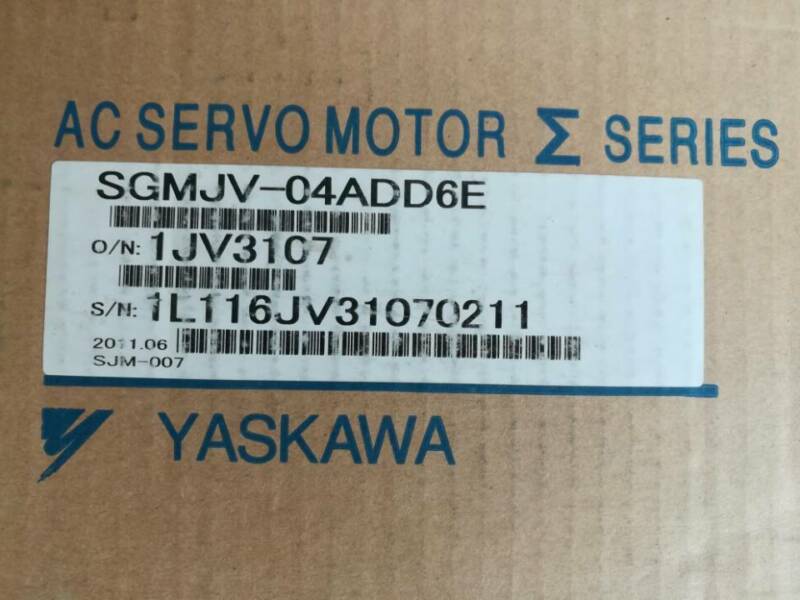 AC SERVO MOTOR Σ SERIES
SGMJV-04ADD6E
O/N: 1JV3107
S/N: 1L116JV31070211
2011.06
SJM-007
YASKAWA